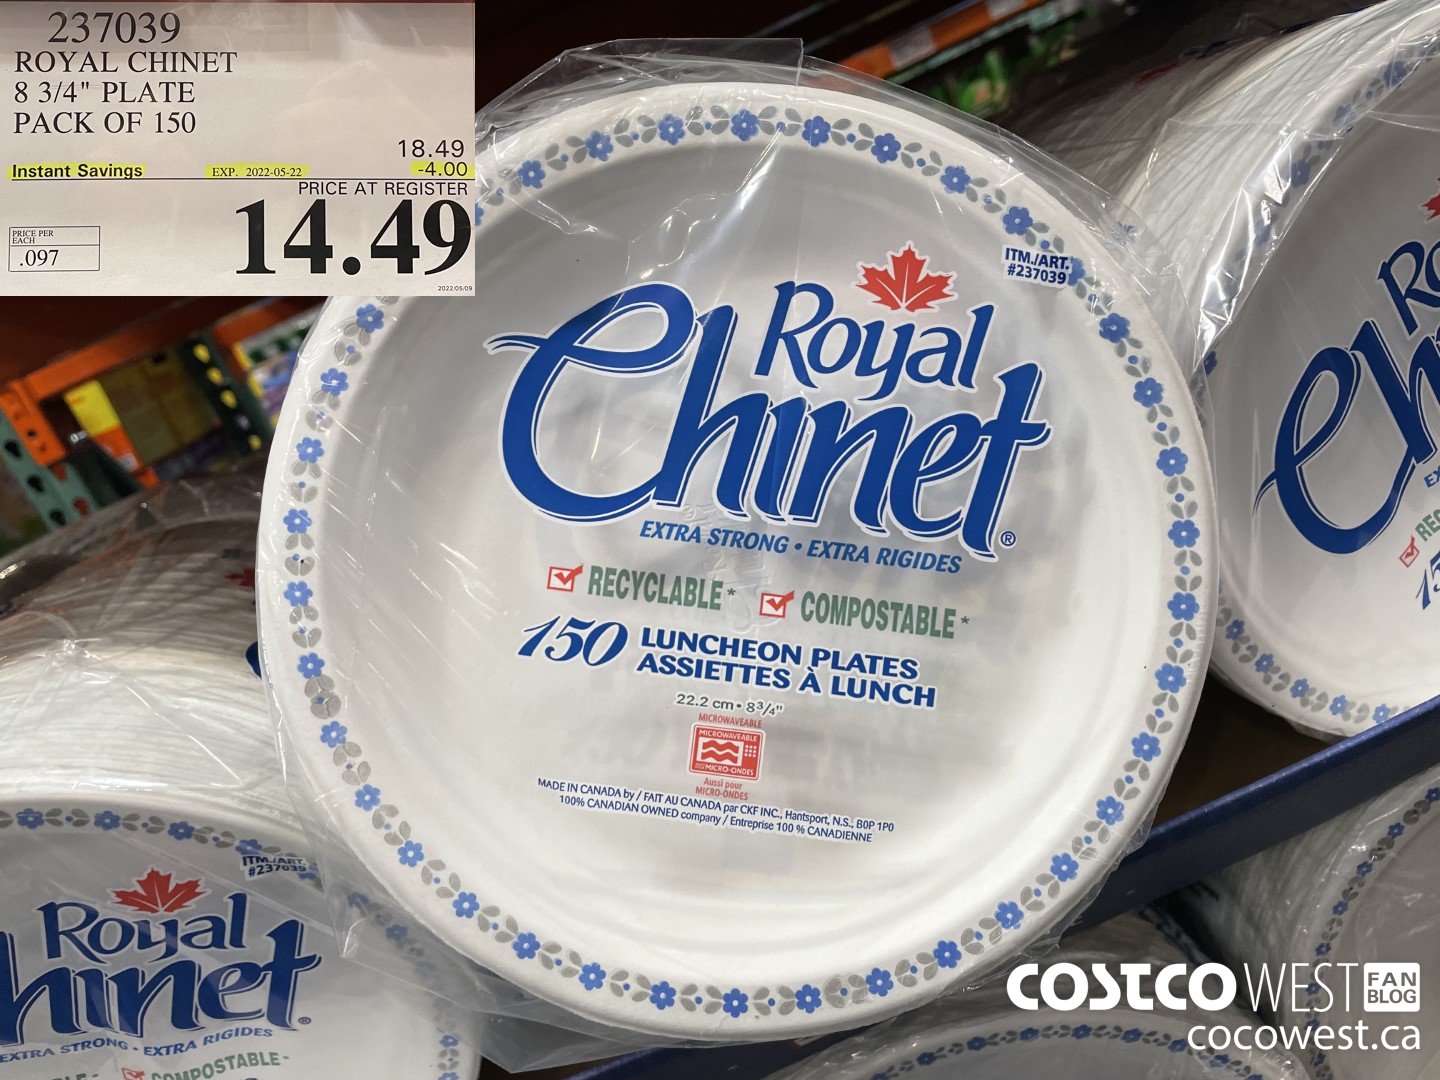 237039
ROYAL CHINET
8 3/4" PLATE
PACK OF 150
18.49
Instant Savings EXP. 2022-05-22 -4.00
PRICE AT REGISTER
14.49
PRICE PER
EACH
.097
2022/05/09
ITM./ART.
#237039
Royal
Chinet®
EXTRA STRONG • EXTRA RIGIDES
RECYCLABLE* COMPOSTABLE*
150 LUNCHEON PLATES
ASSIETTES À LUNCH
22.2 cm • 8 3/4"
MICROWAVEABLE
MICROWAVEABLE
MICRO-ONDES
Aussi pour
MICRO-ONDES
MADE IN CANADA by / FAIT AU CANADA par CKF INC., Hantsport, N.S., B0P 1P0
100% CANADIAN OWNED company / Entreprise 100 % CANADIENNE
ITM./ART.
#237039
Royal
Chinet®
EXTRA STRONG • EXTRA RIGIDES
COMPOSTABLE
COSTCO WEST FAN
BLOG
cocowest.ca